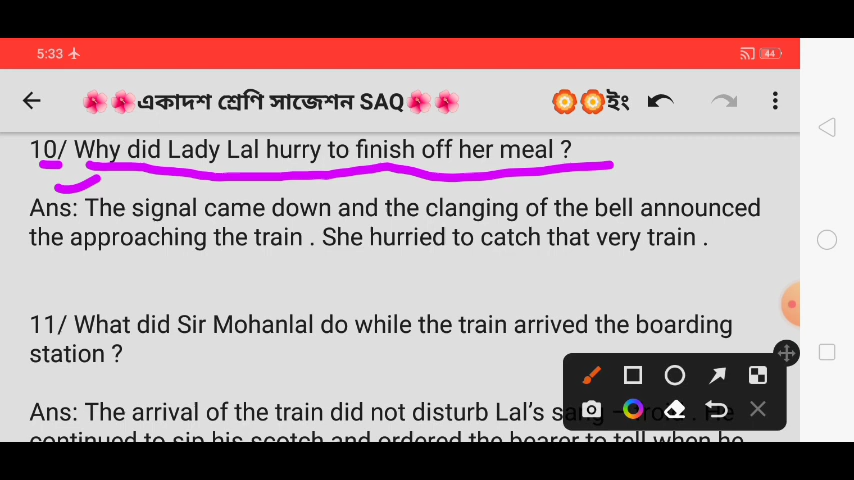 5:33
44
একাদশ শ্রেণি সাজেশন SAQ ইং
10/ Why did Lady Lal hurry to finish off her meal ?
Ans: The signal came down and the clanging of the bell announced
the approaching the train . She hurried to catch that very train .
11/ What did Sir Mohanlal do while the train arrived the boarding
station ?
Ans: The arrival of the train did not disturb Lal's He
continued to sip his scotch and ordered the bearer to tell when he